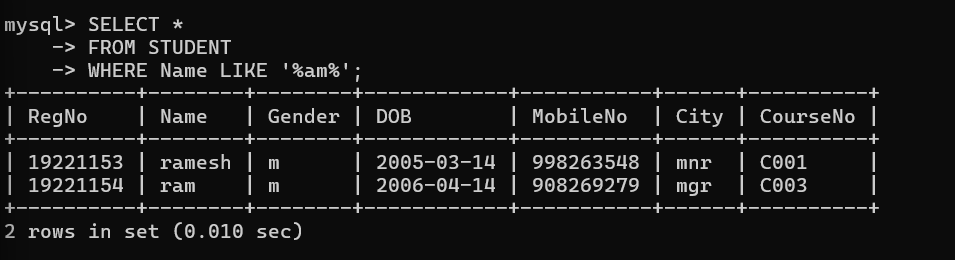 mysql> SELECT *
    -> FROM STUDENT
    -> WHERE Name LIKE '%am%';
+----------+--------+--------+------------+-----------+------+----------+
| RegNo    | Name   | Gender | DOB        | MobileNo  | City | CourseNo |
+----------+--------+--------+------------+-----------+------+----------+
| 19221153 | ramesh | m      | 2005-03-14 | 998263548 | mnr  | C001     |
| 19221154 | ram    | m      | 2006-04-14 | 908269279 | mgr  | C003     |
+----------+--------+--------+------------+-----------+------+----------+
2 rows in set (0.010 sec)